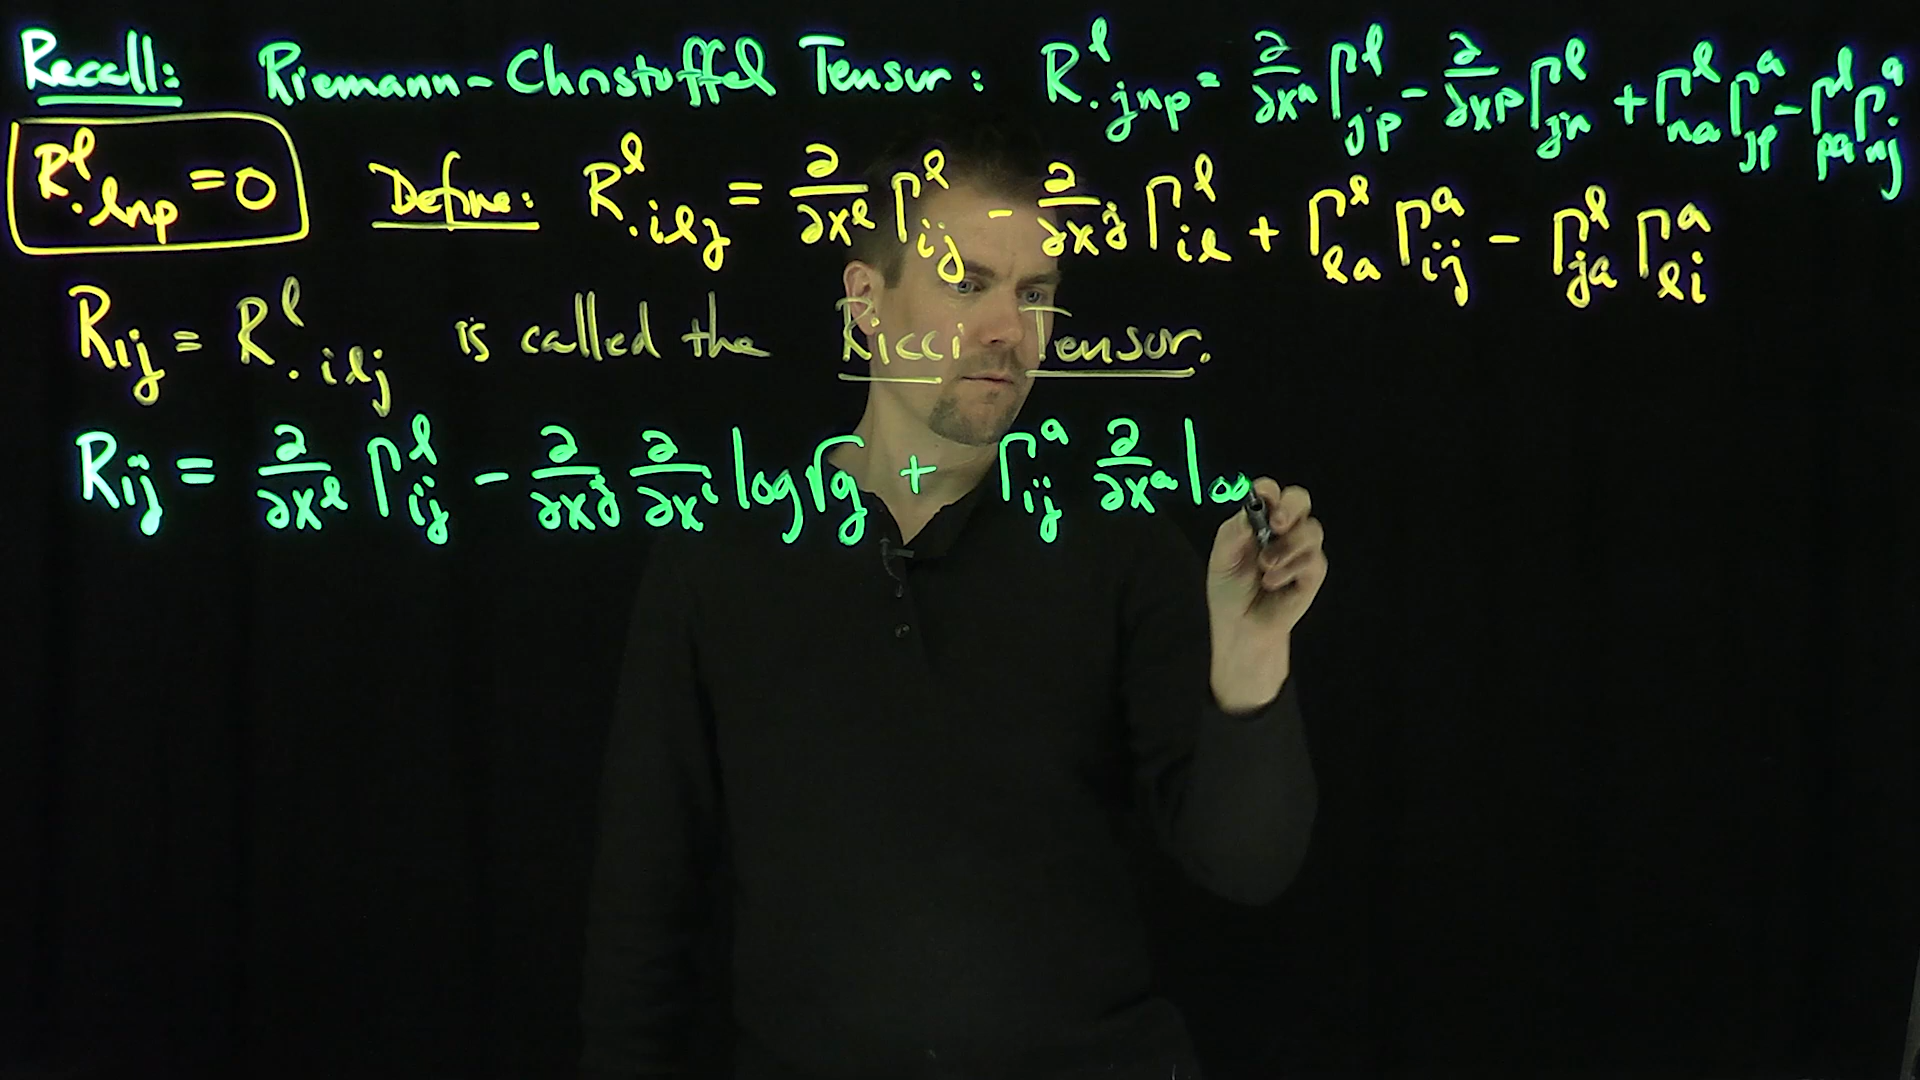 Recall: Riemann-Christoffel Tensor: R^l_{.jnp} = ∂/∂x^n Γ^l_{jp} - ∂/∂x^p Γ^l_{jn} + Γ^l_{na} Γ^a_{jp} - Γ^l_{pa} Γ^a_{nj}
R^l_{.lnp} = 0 Define: R^l_{.ilj} = ∂/∂x^l Γ^l_{ij} - ∂/∂x^j Γ^l_{il} + Γ^l_{la} Γ^a_{ij} - Γ^l_{ja} Γ^a_{li}
R_{ij} = R^l_{.ilj} is called the Ricci Tensor.
R_{ij} = ∂/∂x^l Γ^l_{ij} - ∂/∂x^j ∂/∂x^i log√g + Γ^a_{ij} ∂/∂x^a log